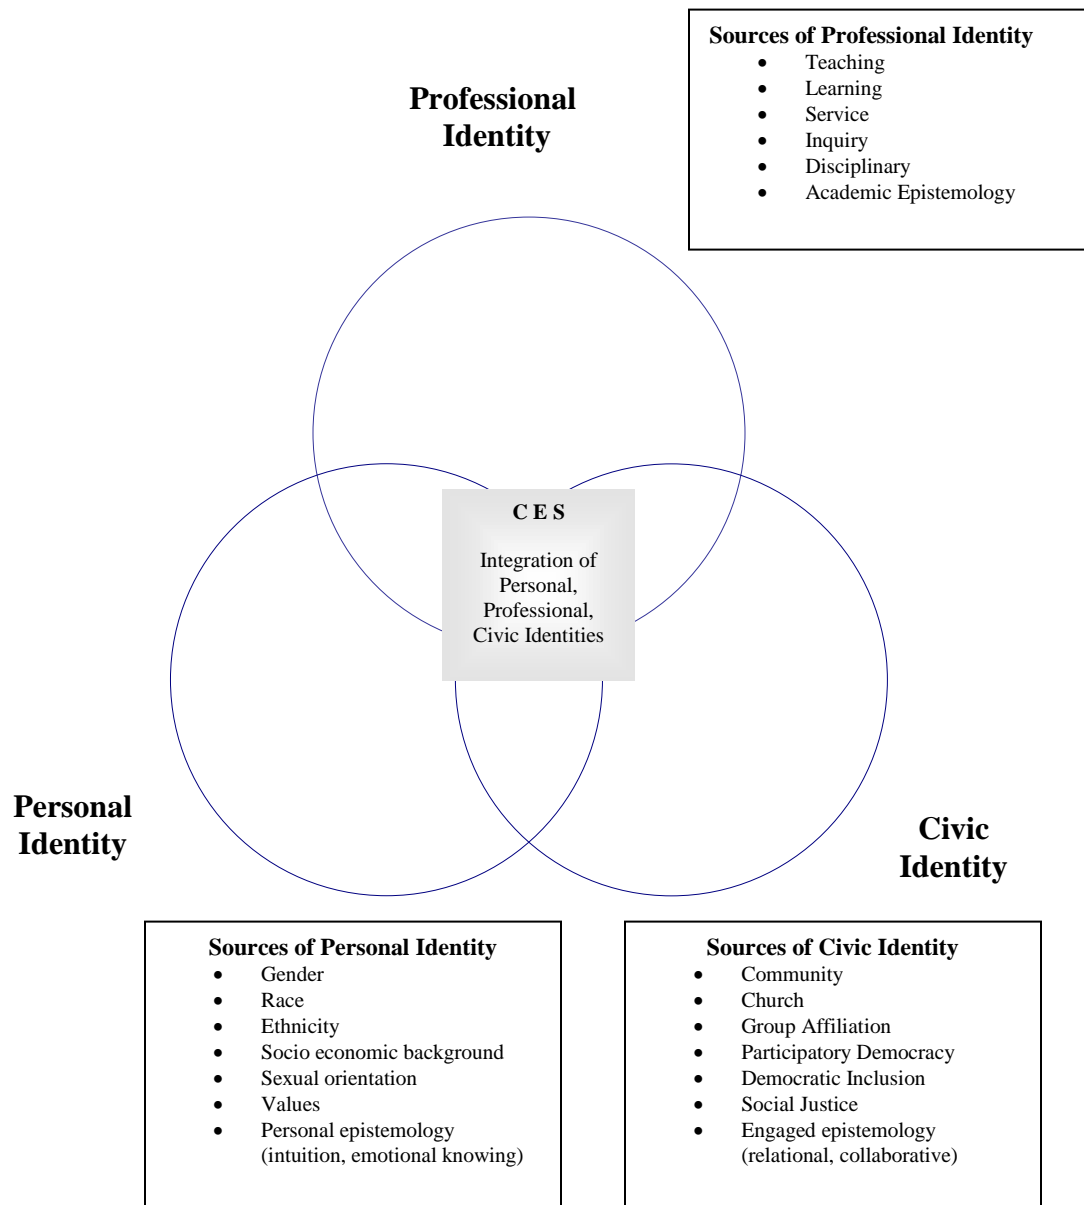 Sources of Professional Identity
• Teaching
• Learning
• Service
• Inquiry
• Disciplinary
• Academic Epistemology
Professional
Identity
C E S
Integration of
Personal,
Professional,
Civic Identities
Personal
Identity
Civic
Identity
Sources of Personal Identity
• Gender
• Race
• Ethnicity
• Socio economic background
• Sexual orientation
• Values
• Personal epistemology
(intuition, emotional knowing)
Sources of Civic Identity
• Community
• Church
• Group Affiliation
• Participatory Democracy
• Democratic Inclusion
• Social Justice
• Engaged epistemology
(relational, collaborative)